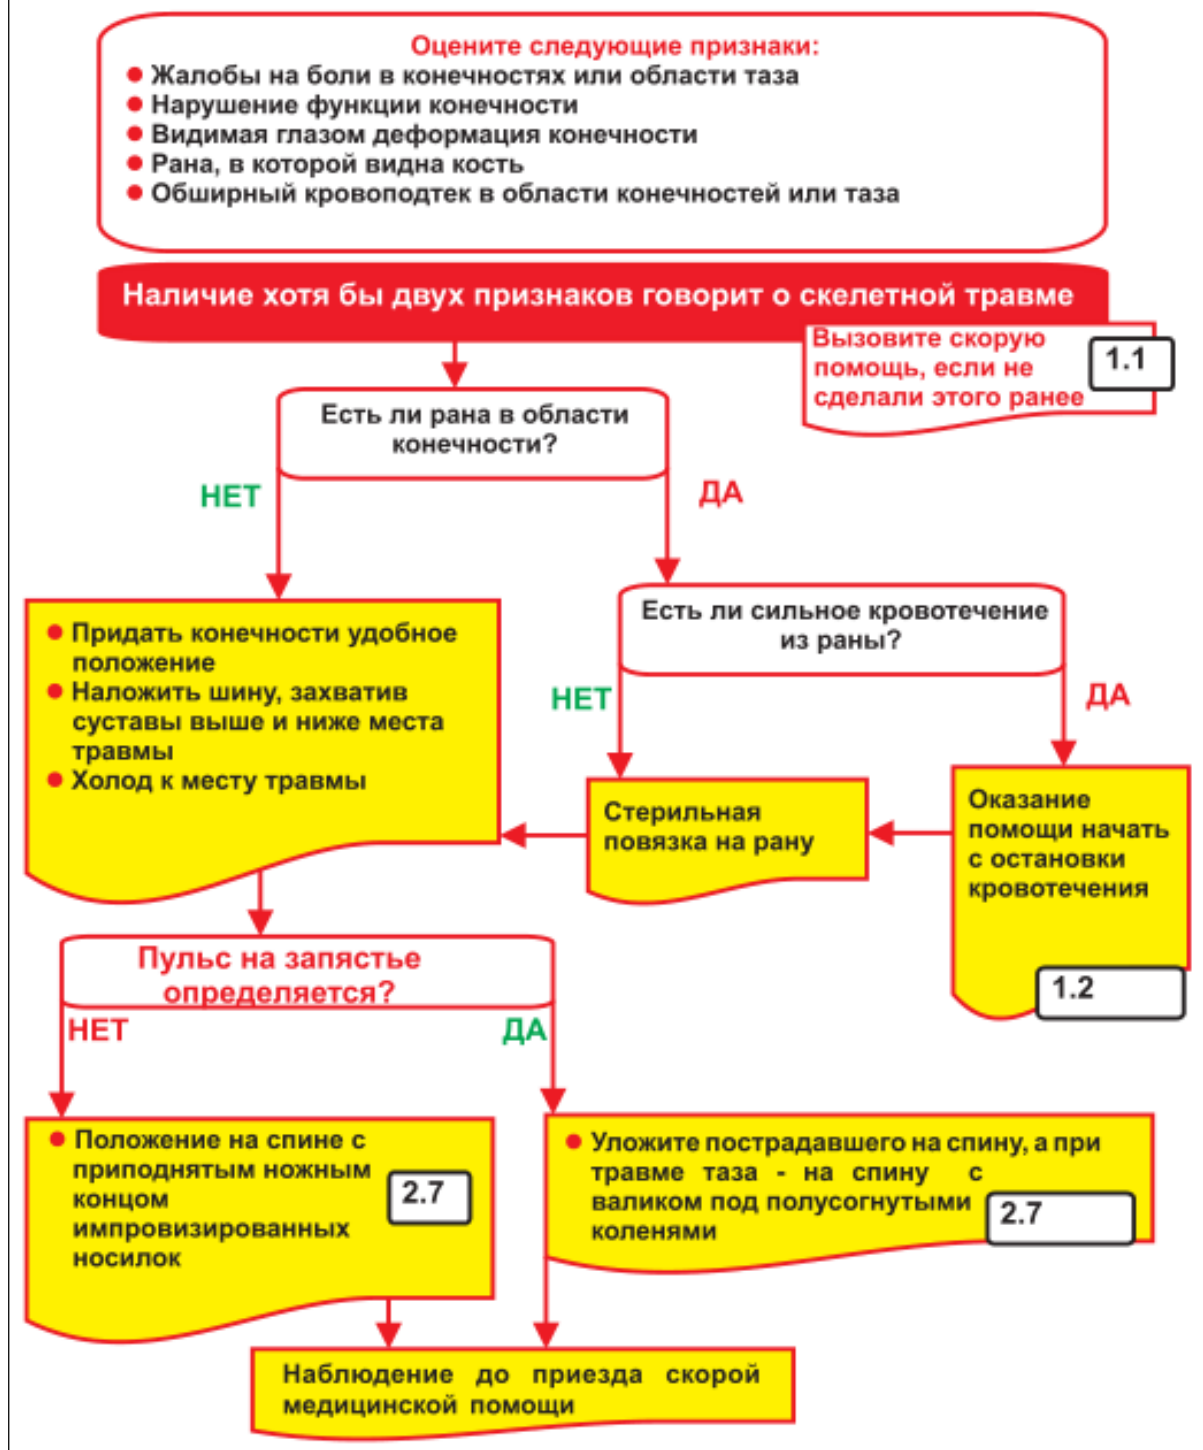 Оцените следующие признаки:
Жалобы на боли в конечностях или области таза
Нарушение функции конечности
Видимая глазом деформация конечности
Рана, в которой видна кость
Обширный кровоподтек в области конечностей или таза
Наличие хотя бы двух признаков говорит о скелетной травме
Вызовите скорую
помощь, если не
сделали этого ранее
1.1
Есть ли рана в области
конечности?
НЕТ
ДА
Есть ли сильное кровотечение
из раны?
НЕТ
ДА
Придать конечности удобное
положение
Наложить шину, захватив
суставы выше и ниже места
травмы
Холод к месту травмы
Стерильная
повязка на рану
Оказание
помощи начать
с остановки
кровотечения
1.2
Пульс на запястье
определяется?
НЕТ
ДА
Положение на спине с
приподнятым ножным
концом
импровизированных
носилок
2.7
Уложите пострадавшего на спину, а при
травме таза - на спину с
валиком под полусогнутыми
коленями
2.7
Наблюдение до приезда скорой
медицинской помощи